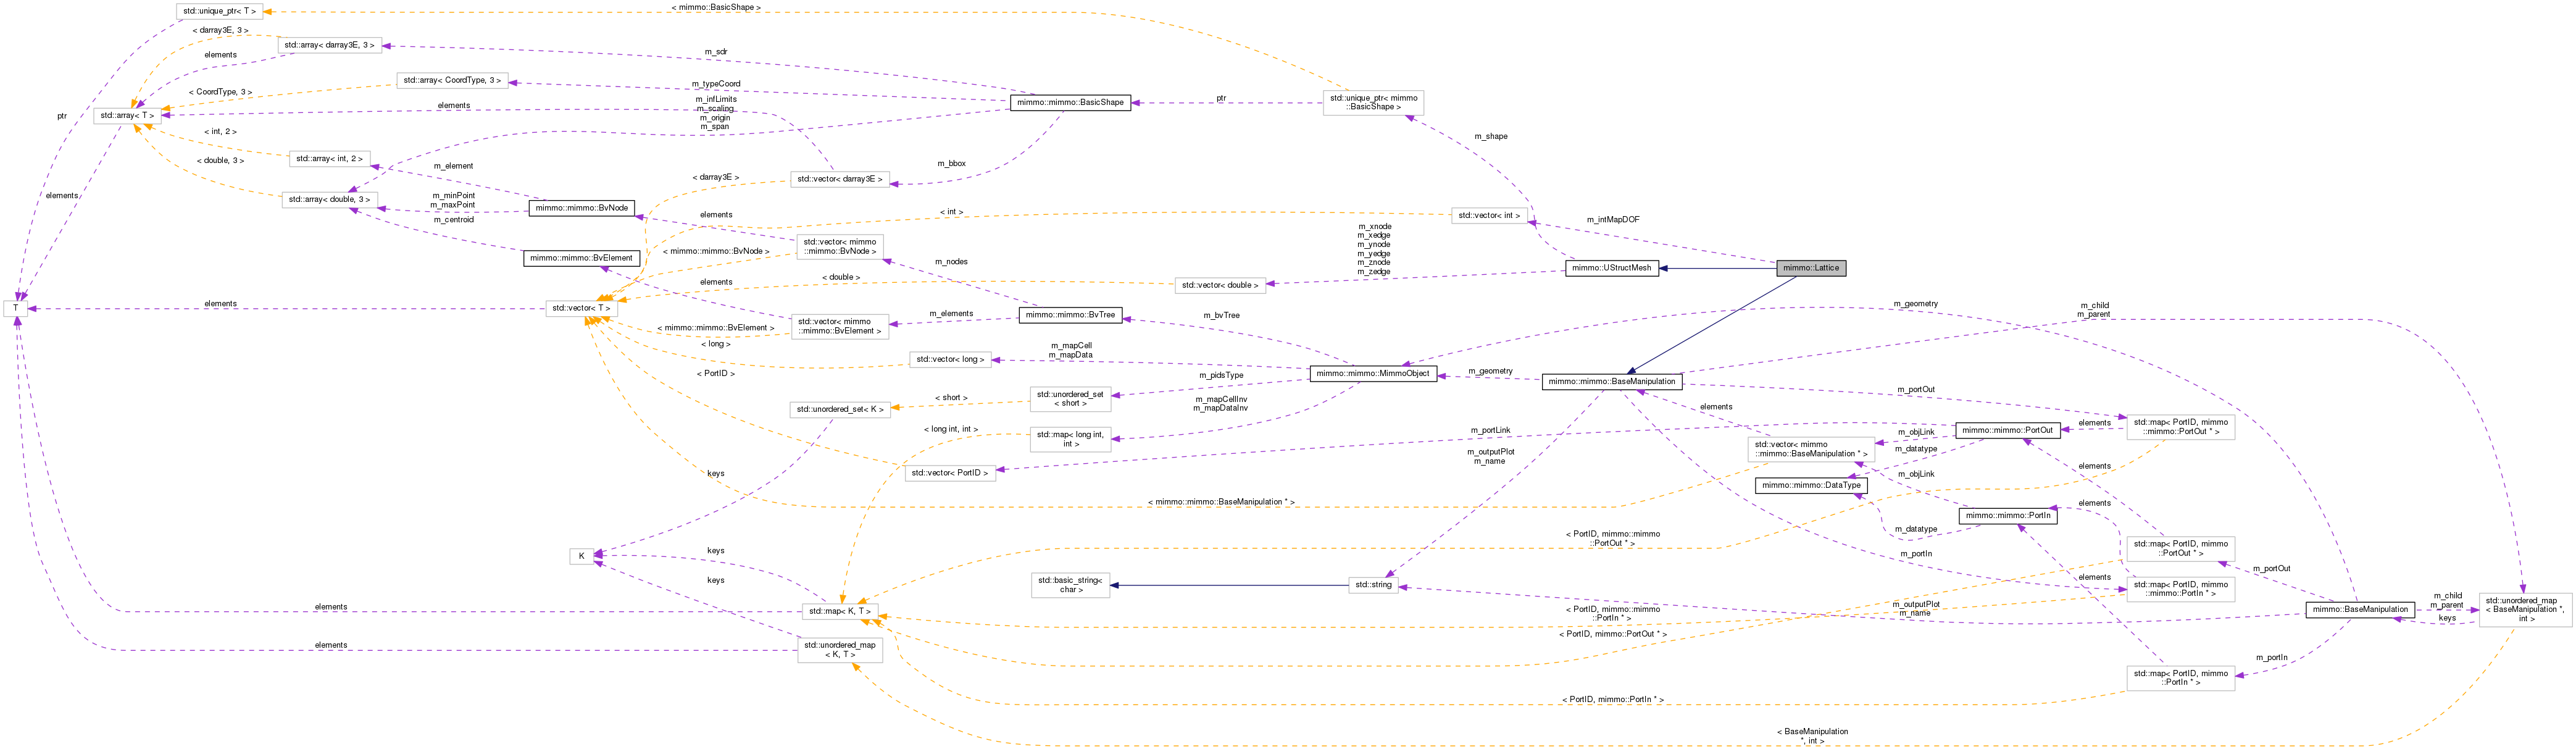 std::unique_ptr< T >
< mimmo::BasicShape >
< darray3E, 3 >
std::array< darray3E, 3 >
elements
m_sdr
std::array< CoordType, 3 >
m_typeCoord
< CoordType, 3 >
elements
m_infLimits
m_scaling
m_origin
m_span
mimmo::mimmo::BasicShape
ptr
std::unique_ptr< mimmo
::BasicShape >
ptr
std::array< T >
< int, 2 >
m_shape
std::array< int, 2 >
< double, 3 >
m_element
m_bbox
< darray3E >
std::vector< darray3E >
elements
std::array< double, 3 >
m_minPoint
m_maxPoint
m_centroid
mimmo::mimmo::BvNode
elements
< int >
std::vector< int >
m_intMapDOF
std::vector< mimmo
::mimmo::BvNode >
< mimmo::mimmo::BvNode >
mimmo::mimmo::BvElement
m_nodes
m_xnode
m_xedge
m_ynode
m_yedge
m_znode
m_zedge
mimmo::UStructMesh
mimmo::Lattice
< double >
std::vector< double >
elements
T
elements
std::vector< T >
std::vector< mimmo
::mimmo::BvElement >
< mimmo::mimmo::BvElement >
m_elements
mimmo::mimmo::BvTree
m_bvTree
m_geometry
m_child
m_parent
< long >
std::vector< long >
m_mapCell
m_mapData
mimmo::mimmo::MimmoObject
m_geometry
mimmo::mimmo::BaseManipulation
< PortID >
m_pidsType
m_portOut
< short >
std::unordered_set
< short >
std::unordered_set< K >
m_mapCellInv
m_mapDataInv
elements
< long int, int >
std::map< long int,
int >
m_portLink
mimmo::mimmo::PortOut
elements
std::map< PortID, mimmo
::mimmo::PortOut * >
m_objLink
std::vector< mimmo
::mimmo::BaseManipulation * >
m_datatype
m_outputPlot
m_name
keys
std::vector< PortID >
m_objLink
elements
mimmo::mimmo::DataType
< mimmo::mimmo::BaseManipulation * >
elements
mimmo::mimmo::PortIn
m_datatype
< PortID, mimmo::mimmo
::PortOut * >
std::map< PortID, mimmo
::PortOut * >
K
keys
m_portIn
m_portOut
keys
std::basic_string<
char >
std::string
elements
std::map< PortID, mimmo
::mimmo::PortIn * >
elements
std::map< K, T >
< PortID, mimmo::mimmo
::PortIn * >
m_outputPlot
m_name
mimmo::BaseManipulation
m_child
m_parent
keys
std::unordered_map
< BaseManipulation *,
int >
< PortID, mimmo::PortOut * >
elements
std::unordered_map
< K, T >
m_portIn
std::map< PortID, mimmo
::PortIn * >
< PortID, mimmo::PortIn * >
< BaseManipulation
*, int >